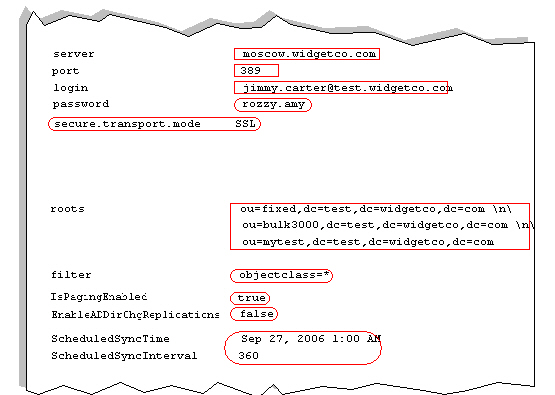 server moscow.widgetco.com
port 389
login jimmy.carter@test.widgetco.com
password rozzy.amy
secure.transport.mode SSL
roots ou=fixed,dc=test,dc=widgetco,dc=com \n\
ou=bulk3000,dc=test,dc=widgetco,dc=com \n\
ou=mytest,dc=test,dc=widgetco,dc=com
filter objectclass=*
IsPagingEnabled true
EnableADDirChgReplications false
ScheduledSyncTime Sep 27, 2006 1:00 AM
ScheduledSyncInterval 360